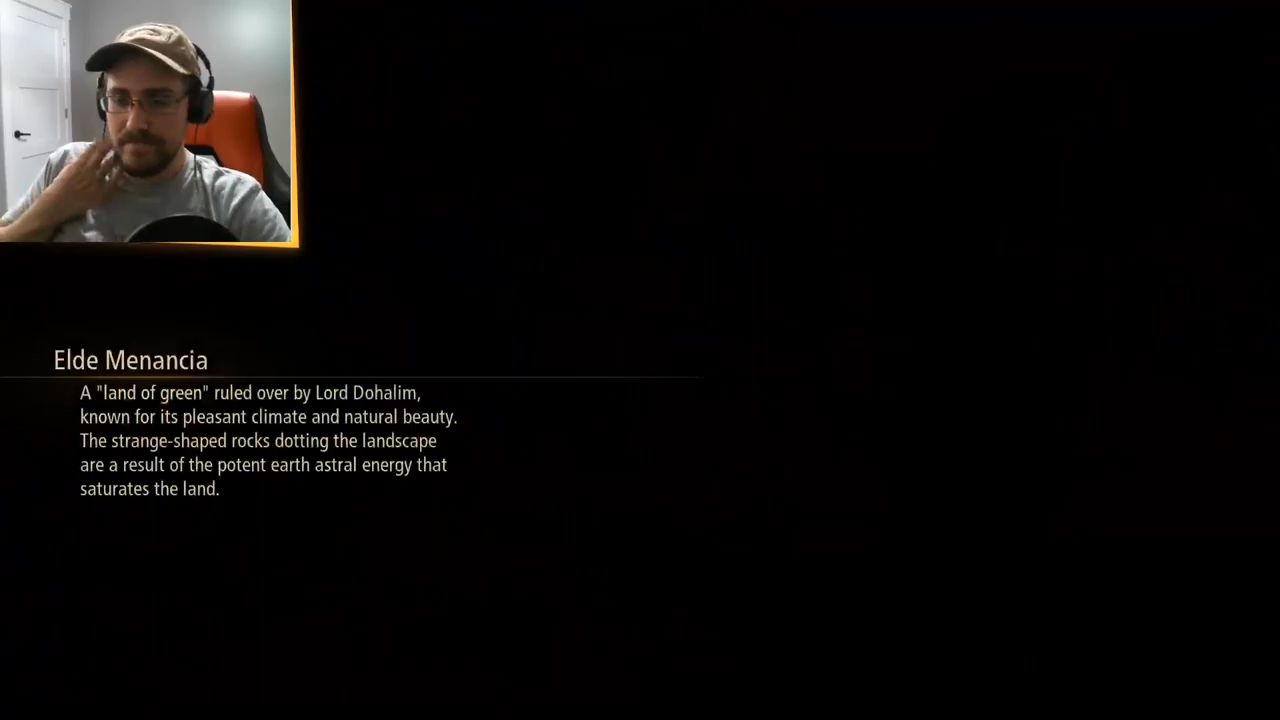 Elde Menancia
A "land of green" ruled over by Lord Dohalim,
known for its pleasant climate and natural beauty.
The strange-shaped rocks dotting the landscape
are a result of the potent earth astral energy that
saturates the land.